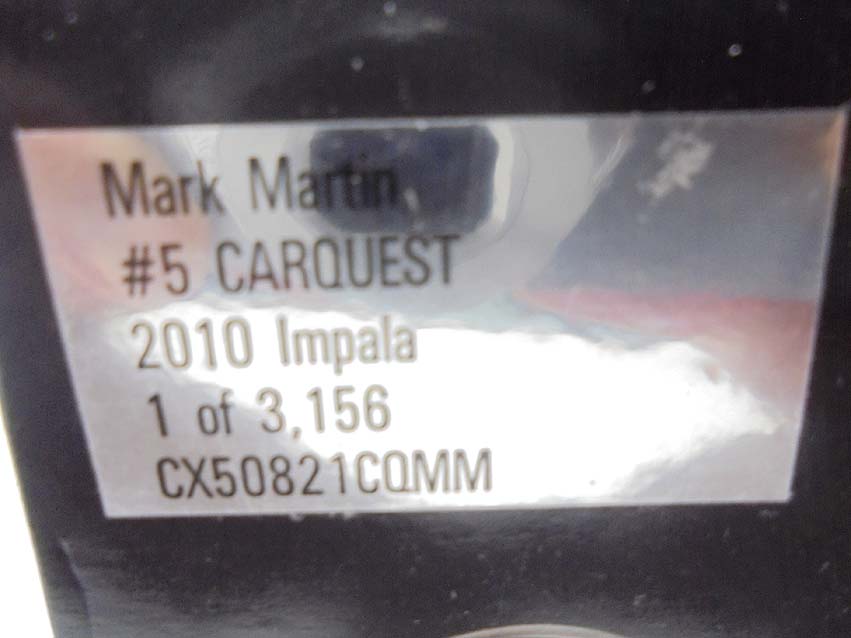 Mark Martin
#5 CARQUEST
2010 Impala
1 of 3,156
CX50821CQMM